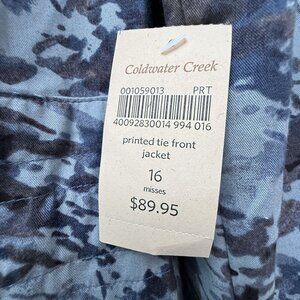 Coldwater Creek
001059013 PRT
40092830014 994 016
printed tie front
jacket
16
misses
$89.95